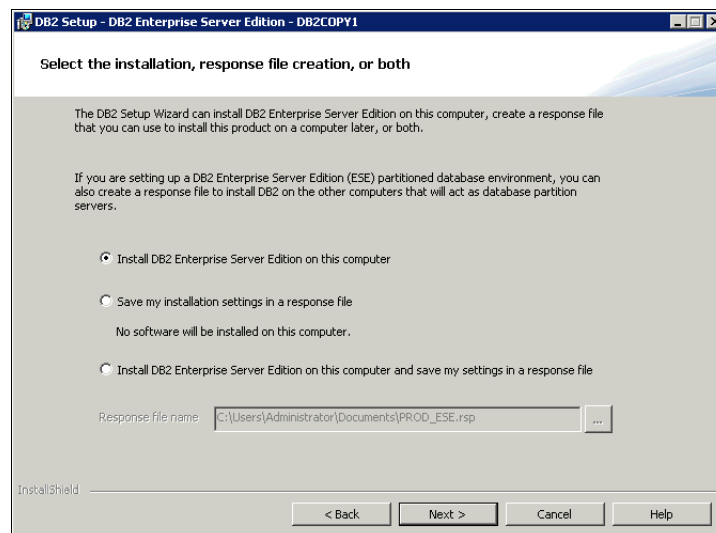 DB2 Setup - DB2 Enterprise Server Edition - DB2COPY1
Select the installation, response file creation, or both
The DB2 Setup Wizard can install DB2 Enterprise Server Edition on this computer, create a response file
that you can use to install this product on a computer later, or both.
If you are setting up a DB2 Enterprise Server Edition (ESE) partitioned database environment, you can
also create a response file to install DB2 on the other computers that will act as database partition
servers.
Install DB2 Enterprise Server Edition on this computer
Save my installation settings in a response file
No software will be installed on this computer.
Install DB2 Enterprise Server Edition on this computer and save my settings in a response file
Response file name C:\Users\Administrator\Documents\PROD_ESE.rsp ...
InstallShield
< Back Next > Cancel Help